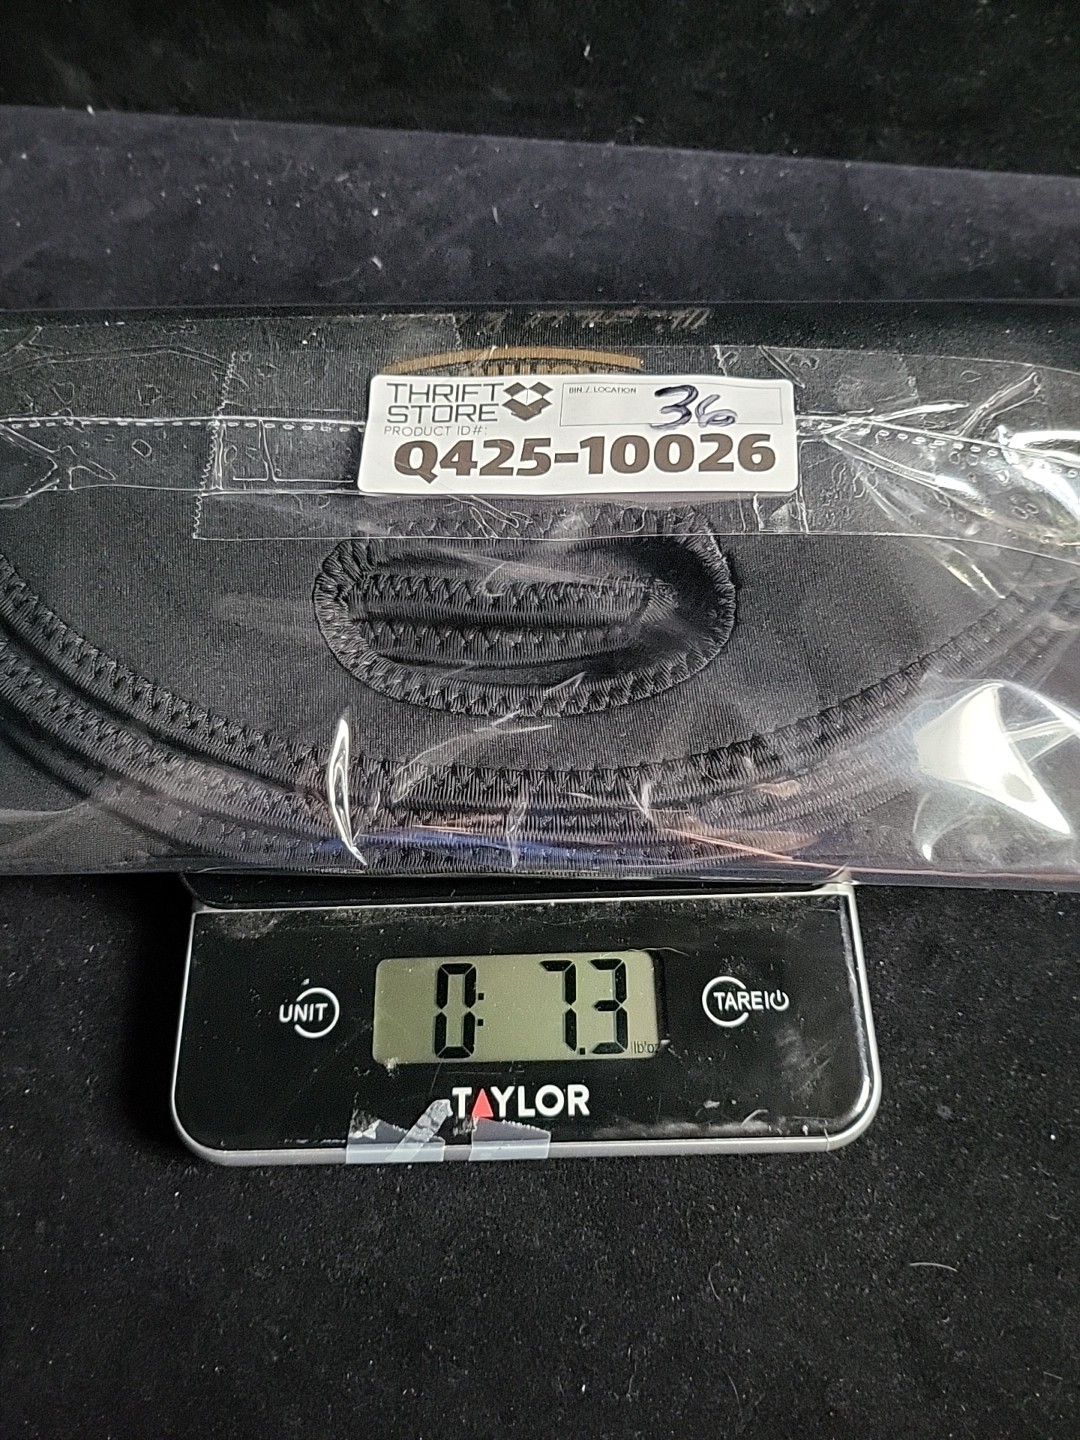 THRIFT
STORE
BIN / LOCATION
36
PRODUCT ID#:
Q425-10026
UNIT
0: 7.3
lb'oz
TARE
TAYLOR